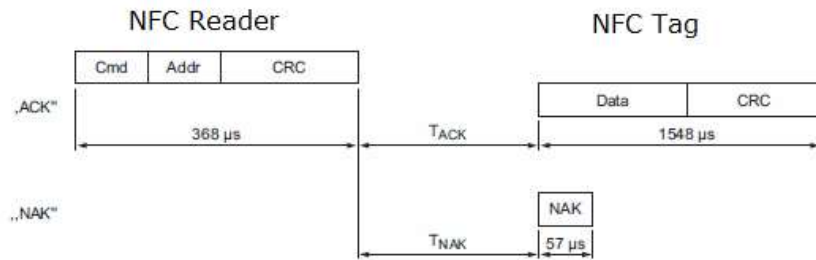 NFC Reader NFC Tag
Cmd Addr CRC
„ACK" Data CRC
368 µs TACK 1548 µs
„NAK" NAK
TNAK 57 µs